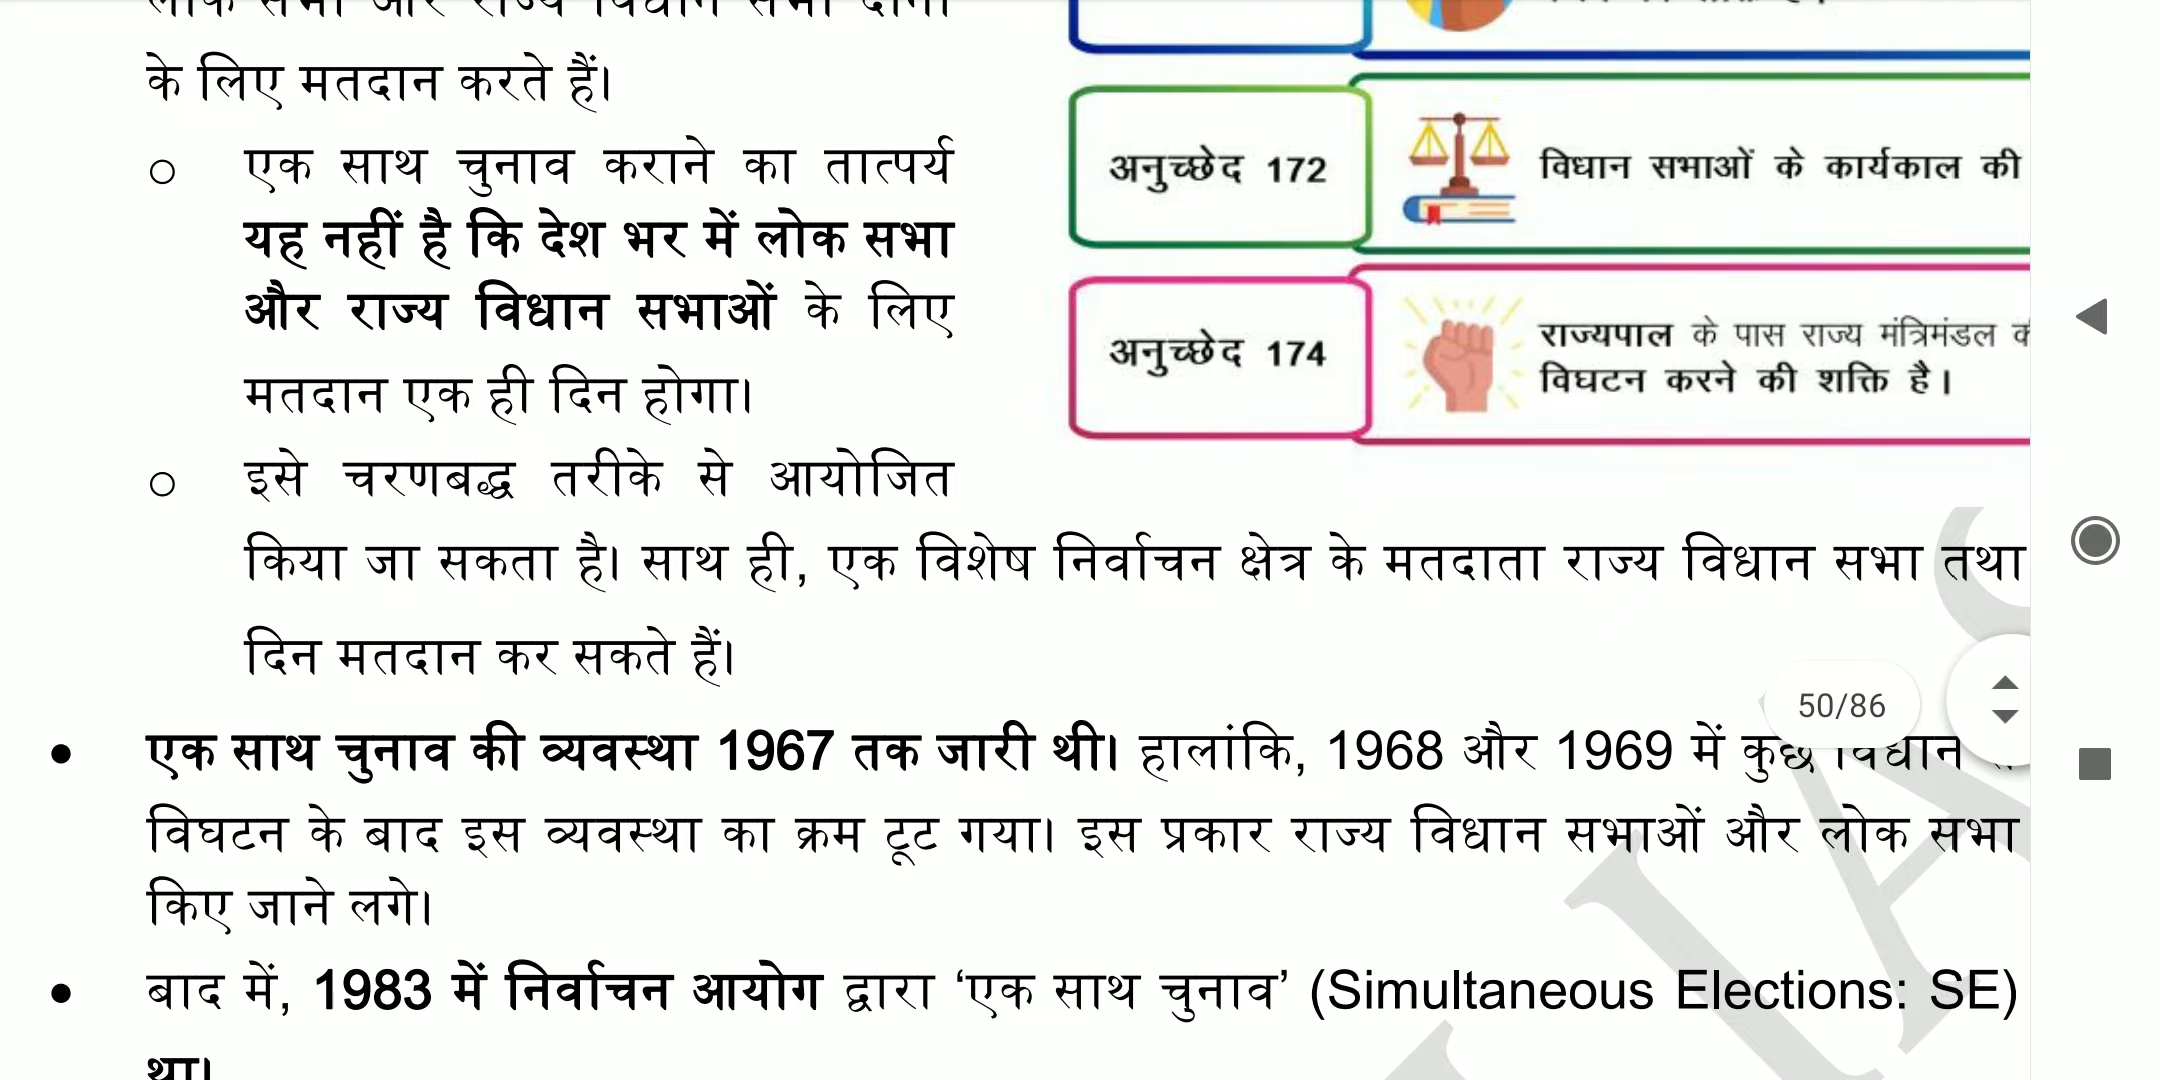 के लिए मतदान करते हैं।
○ एक साथ चुनाव कराने का तात्पर्य
यह नहीं है कि देश भर में लोक सभा
और राज्य विधान सभाओं के लिए
मतदान एक ही दिन होगा।
○ इसे चरणबद्ध तरीके से आयोजित
किया जा सकता है। साथ ही, एक विशेष निर्वाचन क्षेत्र के मतदाता राज्य विधान सभा तथा
दिन मतदान कर सकते हैं।
अनुच्छेद 172
विधान सभाओं के कार्यकाल की
अनुच्छेद 174
राज्यपाल के पास राज्य मंत्रिमंडल
विघटन करने की शक्ति है।
50/86
• एक साथ चुनाव की व्यवस्था 1967 तक जारी थी। हालांकि, 1968 और 1969 में कुछ विधान
विघटन के बाद इस व्यवस्था का क्रम टूट गया। इस प्रकार राज्य विधान सभाओं और लोक सभा
किए जाने लगे।
• बाद में, 1983 में निर्वाचन आयोग द्वारा ‘एक साथ चुनाव’ (Simultaneous Elections: SE)
था।